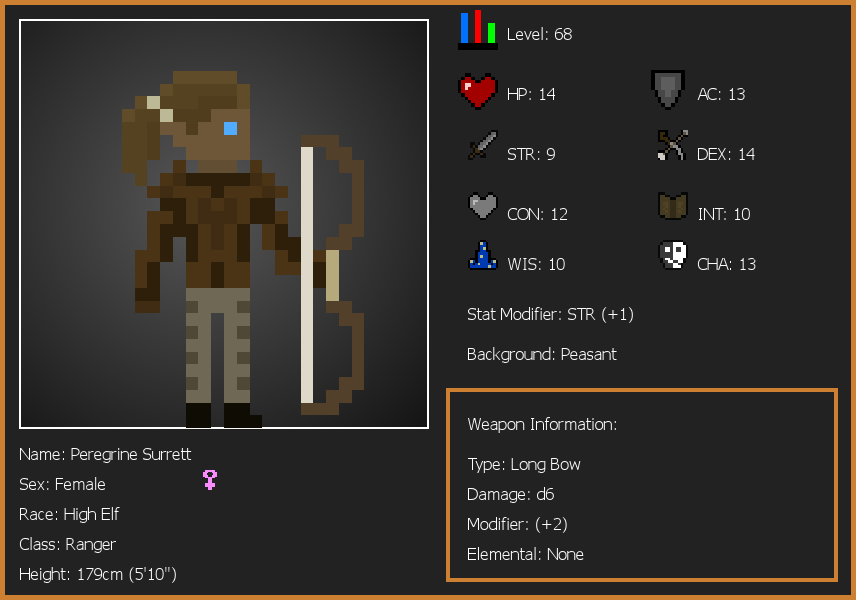 Level: 68
HP: 14
AC: 13
STR: 9
DEX: 14
CON: 12
INT: 10
WIS: 10
CHA: 13
Stat Modifier: STR (+1)
Background: Peasant
Weapon Information:
Type: Long Bow
Damage: d6
Modifier: (+2)
Elemental: None
Name: Peregrine Surrett
Sex: Female
Race: High Elf
Class: Ranger
Height: 179cm (5'10")